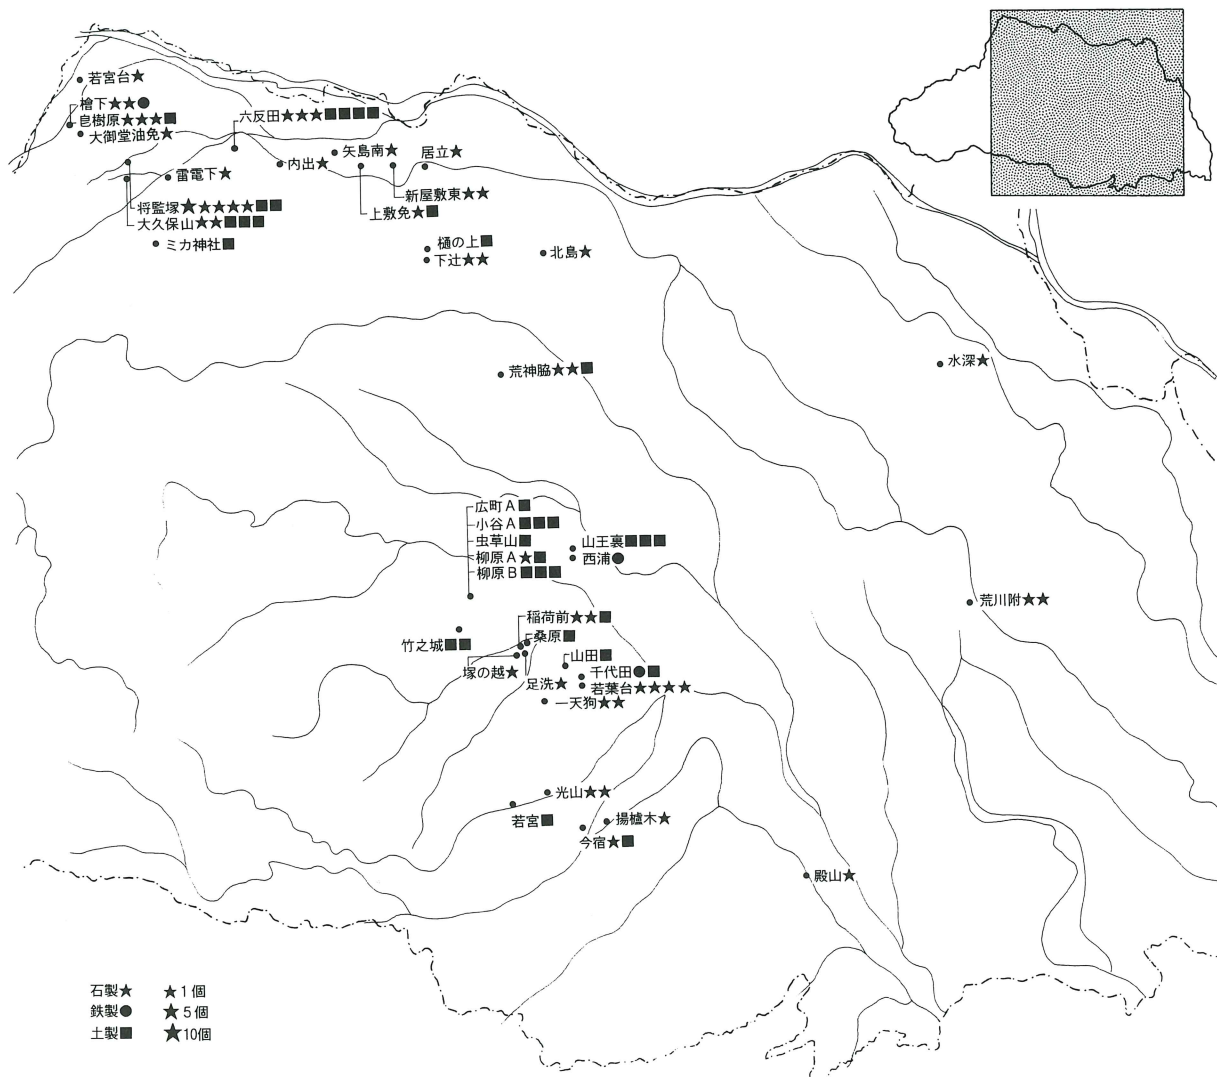 若宮台★
檜下★★●
皀樹原★★★■
大御堂油免★
六反田★★★■■■■
矢島南★
居立★
内出★
雷電下★
新屋敷東★★
上敷免★■
将監塚★★★★★■■
大久保山★★■■■
ミカ神社■
樋の上■
下辻★★
北島★
水深★
荒神脇★★■
広町A■
小谷A■■■
虫草山■
柳原A★■
柳原B■■■
山王裏■■■
西浦●
荒川附★★
稲荷前★★■
桑原■
竹之城■■
山田■
塚の越★
千代田●■
足洗★
若葉台★★★★
一天狗★★
光山★★
若宮■
揚櫨木★
今宿★■
殿山★
石製★ ★1個
鉄製● ★5個
土製■ ★10個